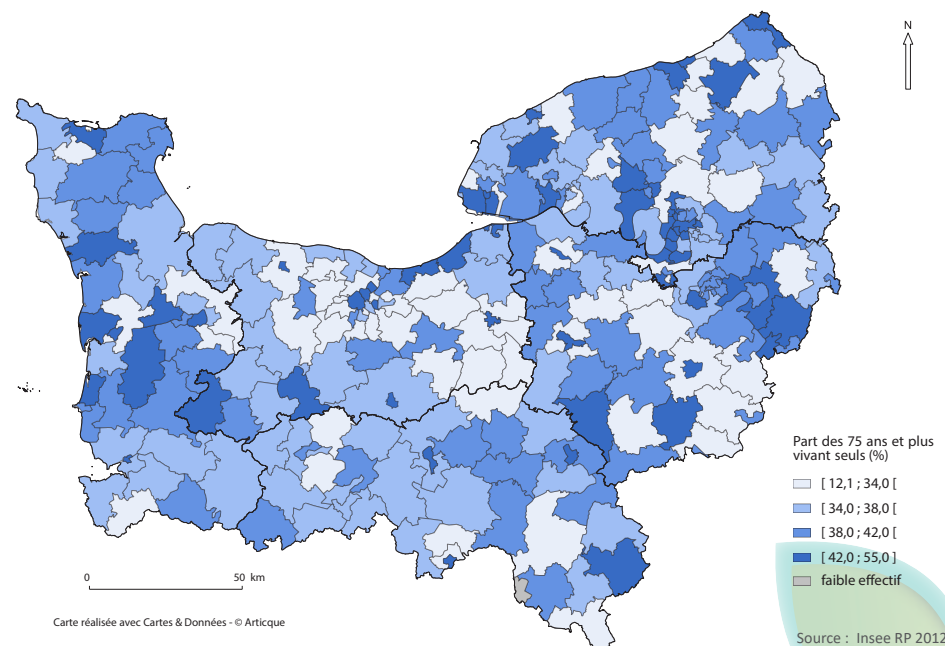 N
Part des 75 ans et plus
vivant seuls (%)
[ 12,1 ; 34,0 [
[ 34,0 ; 38,0 [
[ 38,0 ; 42,0 [
[ 42,0 ; 55,0 ]
faible effectif
0 50 km
Carte réalisée avec Cartes & Données - © Articque
Source : Insee RP 2012